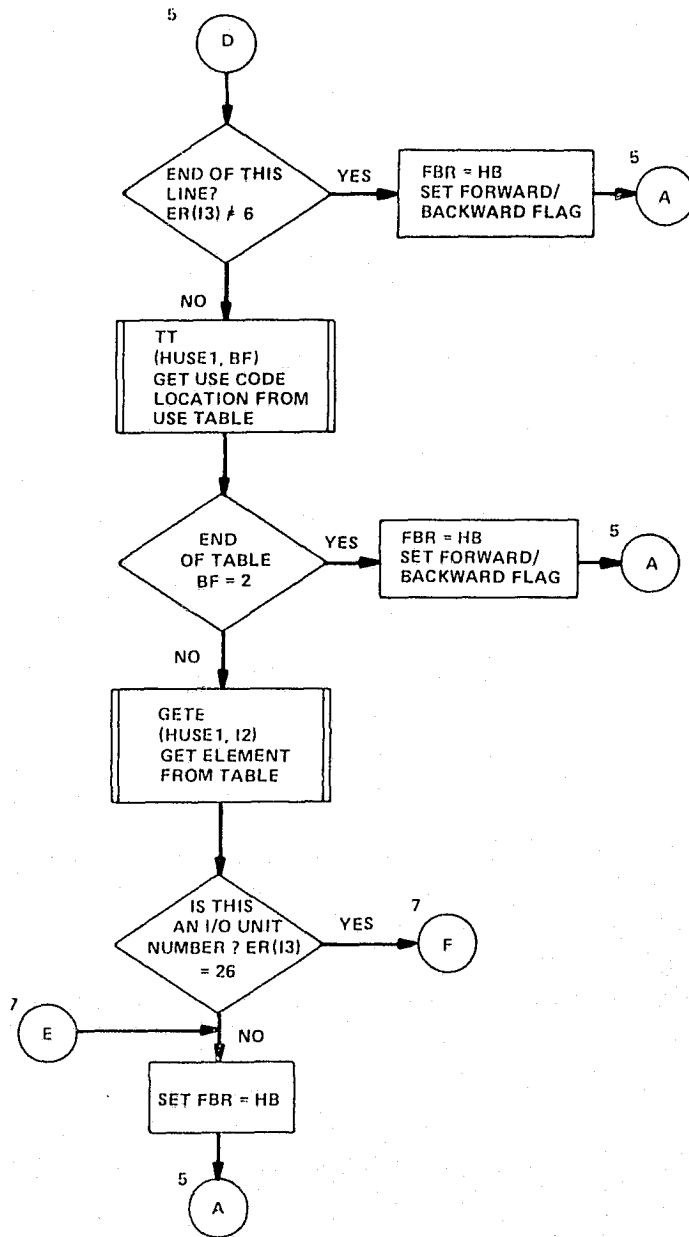 5
D
END OF THIS
LINE?
ER(I3) ≠ 6
YES
FBR = HB
SET FORWARD/
BACKWARD FLAG
5
A
NO
TT
(HUSE1, BF)
GET USE CODE
LOCATION FROM
USE TABLE
END
OF TABLE
BF = 2
YES
FBR = HB
SET FORWARD/
BACKWARD FLAG
5
A
NO
GETE
(HUSE1, I2)
GET ELEMENT
FROM TABLE
IS THIS
AN I/O UNIT
NUMBER ? ER(I3)
= 26
YES
7
F
7
E
NO
SET FBR = HB
5
A